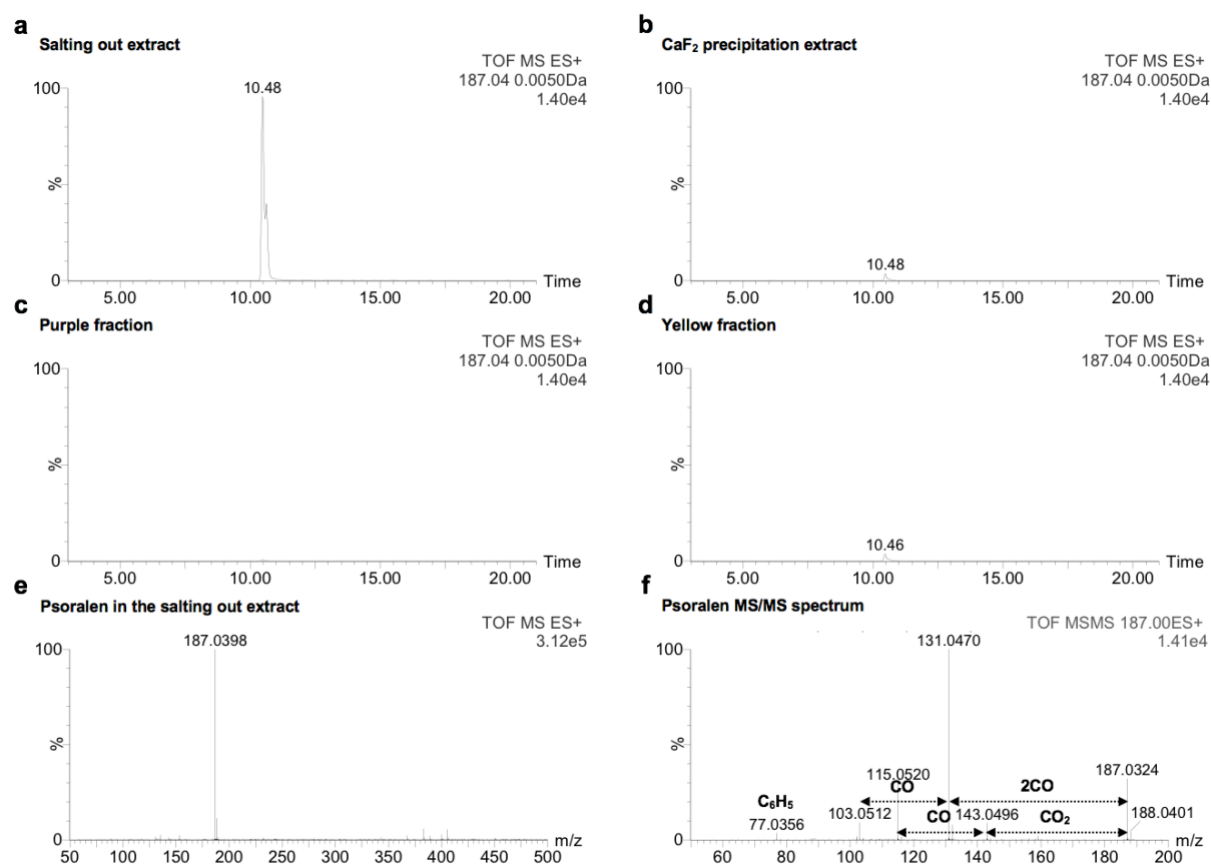 a
Salting out extract
TOF MS ES+
187.04 0.0050Da
1.40e4
100
10.48
%
0
Time
5.00 10.00 15.00 20.00
b
CaF₂ precipitation extract
TOF MS ES+
187.04 0.0050Da
1.40e4
100
%
10.48
0
Time
5.00 10.00 15.00 20.00
c
Purple fraction
TOF MS ES+
187.04 0.0050Da
1.40e4
100
%
0
Time
5.00 10.00 15.00 20.00
d
Yellow fraction
TOF MS ES+
187.04 0.0050Da
1.40e4
100
%
10.46
0
Time
5.00 10.00 15.00 20.00
e
Psoralen in the salting out extract
TOF MS ES+
3.12e5
187.0398
100
%
0
m/z
50 100 150 200 250 300 350 400 450 500
f
Psoralen MS/MS spectrum
TOF MSMS 187.00ES+
1.41e4
131.0470
100
%
115.0520
187.0324
CO
2CO
C₆H₅
103.0512
143.0496
188.0401
77.0356
CO
CO₂
0
m/z
60 80 100 120 140 160 180 200